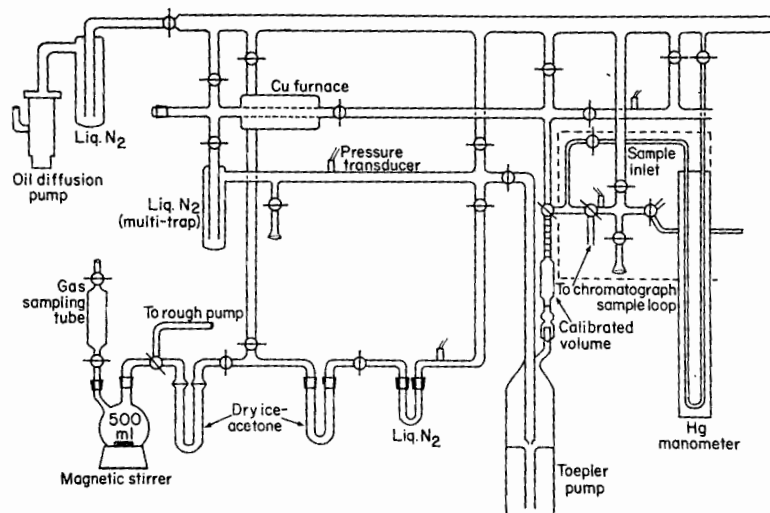 Cu furnace
Liq. N2
Oil diffusion
pump
Pressure
transducer
Sample
inlet
Liq. N2
(multi-trap)
Gas
sampling
tube
To rough pump
To chromatograph
sample loop
Calibrated
volume
500
ml
Dry ice-
acetone
Liq. N2
Magnetic stirrer
Toepler
pump
Hg
manometer